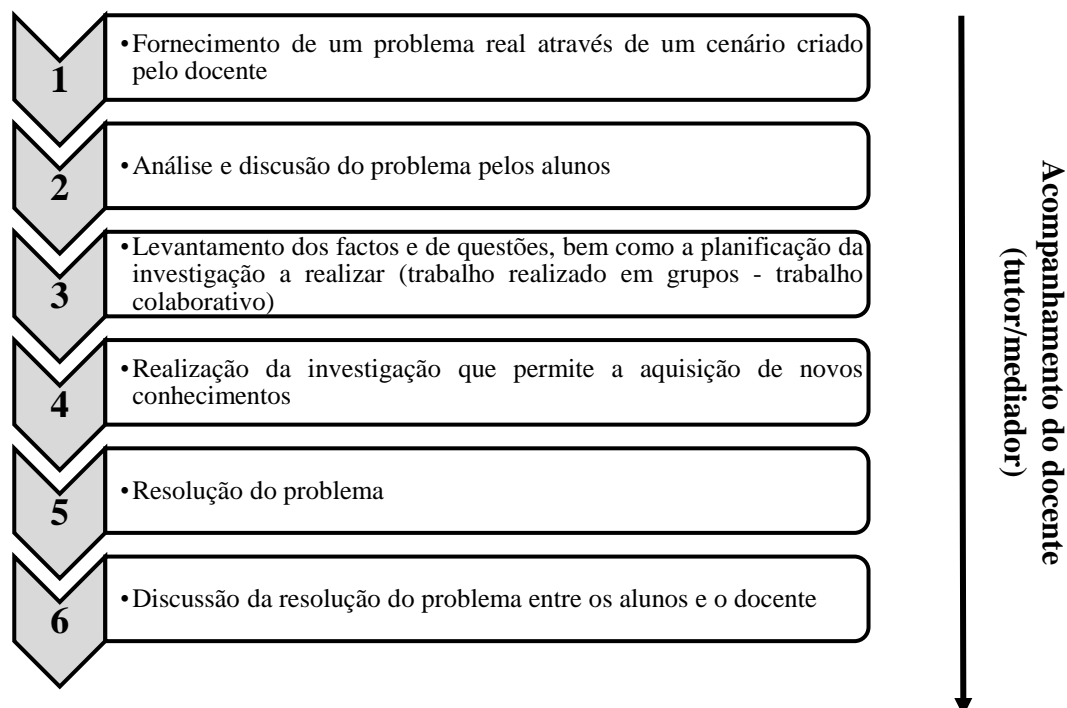 1
•Fornecimento de um problema real através de um cenário criado
pelo docente
2
•Análise e discusão do problema pelos alunos
3
•Levantamento dos factos e de questões, bem como a planificação da
investigação a realizar (trabalho realizado em grupos - trabalho
colaborativo)
4
•Realização da investigação que permite a aquisição de novos
conhecimentos
5
•Resolução do problema
6
•Discussão da resolução do problema entre os alunos e o docente
Acompanhamento do docente
(tutor/mediador)